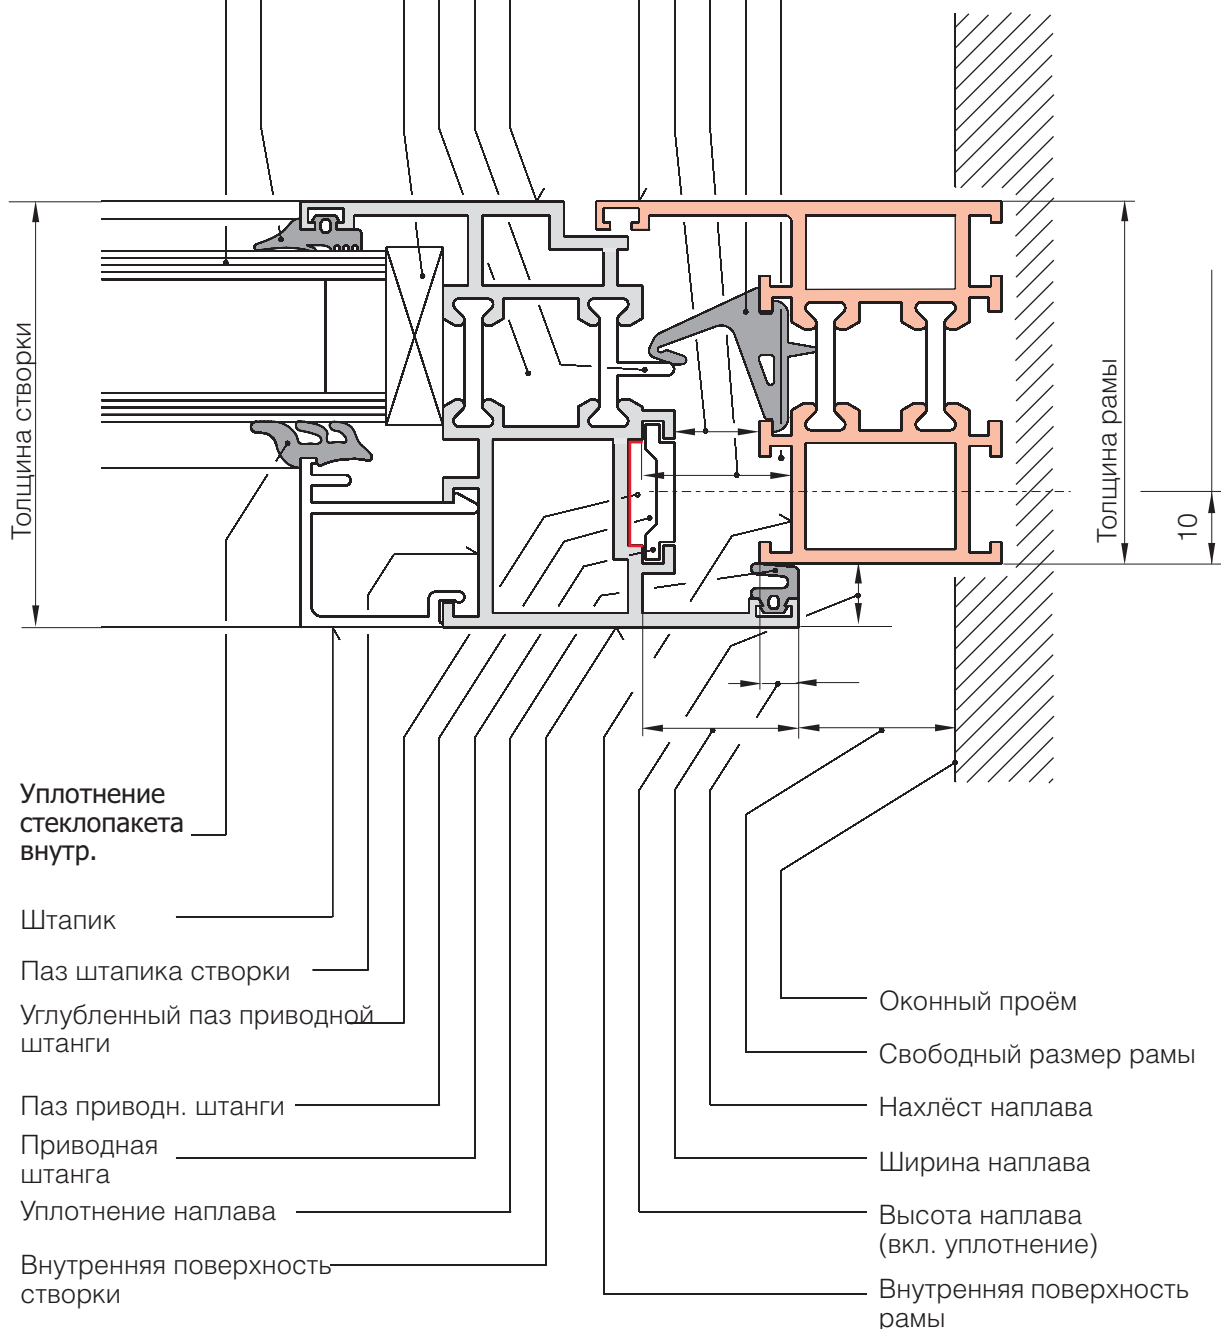 Толщина створки
Толщина рамы
10
Уплотнение
стеклопакета
внутр.
Штапик
Паз штапика створки
Углубленный паз приводной
штанги
Паз приводн. штанги
Приводная
штанга
Уплотнение наплава
Внутренняя поверхность
створки
Оконный проём
Свободный размер рамы
Нахлёст наплава
Ширина наплава
Высота наплава
(вкл. уплотнение)
Внутренняя поверхность
рамы